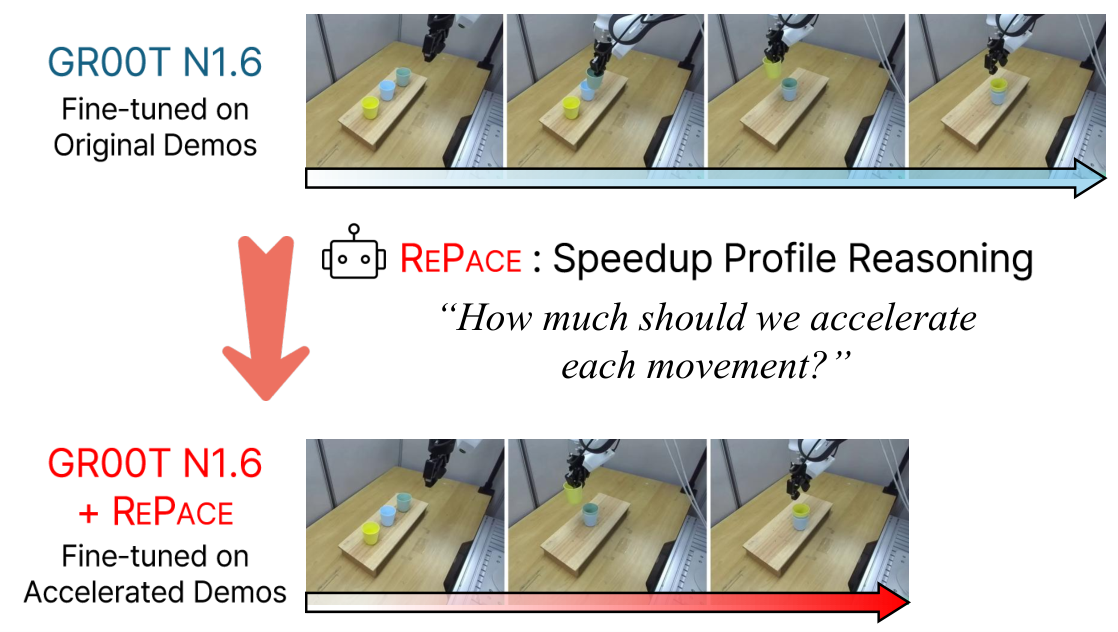 GR00T N1.6
Fine-tuned on
Original Demos
REPACE : Speedup Profile Reasoning
“How much should we accelerate
each movement?”
GR00T N1.6
+ REPACE
Fine-tuned on
Accelerated Demos